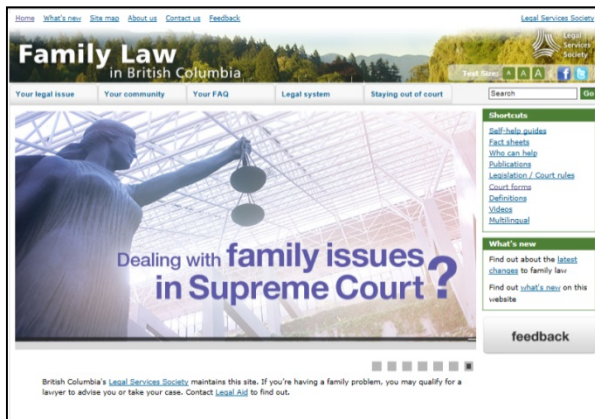 Home What's new Site map About us Contact us Feedback Legal Services Society
Family Law
in British Columbia
Legal
Services
Society
Text Size: A A A
Your legal issue Your community Your FAQ Legal system Staying out of court Search Go
Shortcuts
Self-help guides
Fact sheets
Who can help
Publications
Legislation / Court rules
Court forms
Definitions
Videos
Multilingual
Dealing with family issues
in Supreme Court?
What's new
Find out about the latest
changes to family law
Find out what's new on this
website
feedback
British Columbia's Legal Services Society maintains this site. If you're having a family problem, you may qualify for a
lawyer to advise you or take your case. Contact Legal Aid to find out.